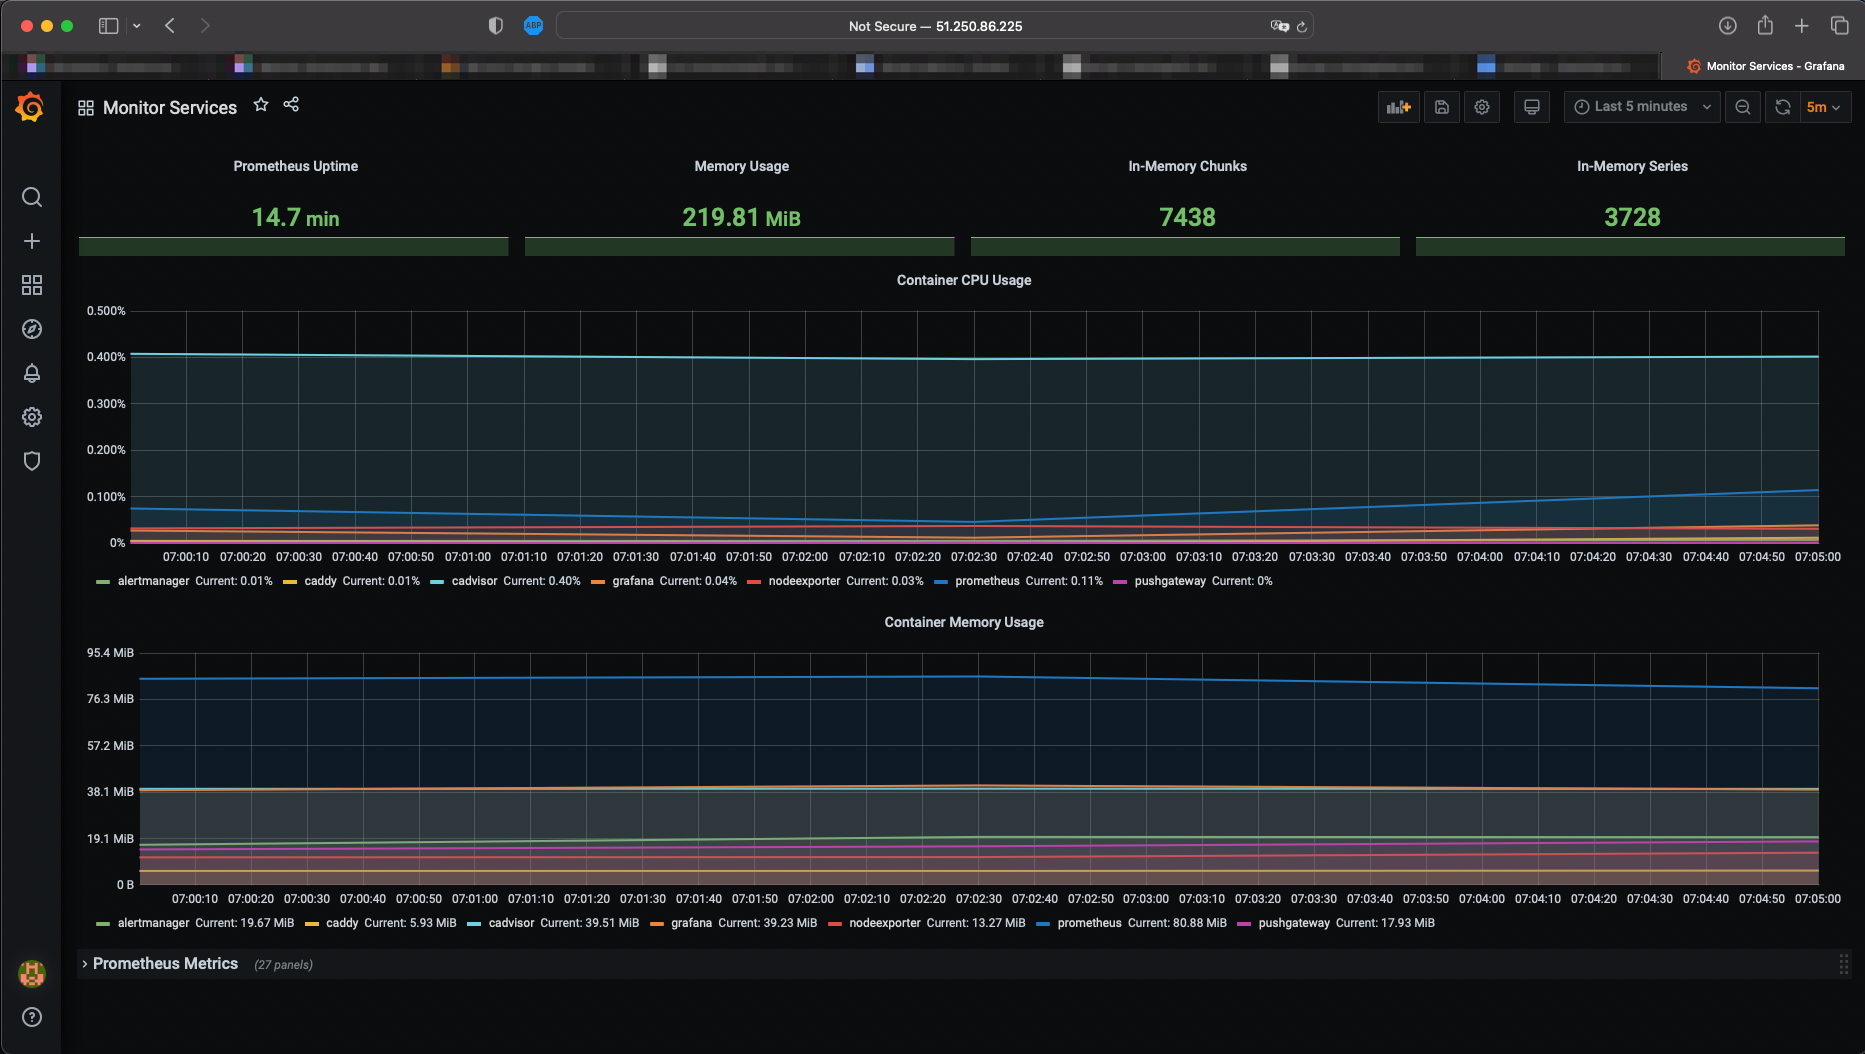 ABP
Not Secure — 51.250.86.225
Monitor Services - Grafana
Monitor Services
Last 5 minutes
5m
Prometheus Uptime
Memory Usage
In-Memory Chunks
In-Memory Series
14.7 min
219.81 MiB
7438
3728
Container CPU Usage
0.500%
0.400%
0.300%
0.200%
0.100%
0%
07:00:10 07:00:20 07:00:30 07:00:40 07:00:50 07:01:00 07:01:10 07:01:20 07:01:30 07:01:40 07:01:50 07:02:00 07:02:10 07:02:20 07:02:30 07:02:40 07:02:50 07:03:00 07:03:10 07:03:20 07:03:30 07:03:40 07:03:50 07:04:00 07:04:10 07:04:20 07:04:30 07:04:40 07:04:50 07:05:00
alertmanager Current: 0.01% caddy Current: 0.01% cadvisor Current: 0.40% grafana Current: 0.04% nodeexporter Current: 0.03% prometheus Current: 0.11% pushgateway Current: 0%
Container Memory Usage
95.4 MiB
76.3 MiB
57.2 MiB
38.1 MiB
19.1 MiB
0 B
07:00:10 07:00:20 07:00:30 07:00:40 07:00:50 07:01:00 07:01:10 07:01:20 07:01:30 07:01:40 07:01:50 07:02:00 07:02:10 07:02:20 07:02:30 07:02:40 07:02:50 07:03:00 07:03:10 07:03:20 07:03:30 07:03:40 07:03:50 07:04:00 07:04:10 07:04:20 07:04:30 07:04:40 07:04:50 07:05:00
alertmanager Current: 19.67 MiB caddy Current: 5.93 MiB cadvisor Current: 39.51 MiB grafana Current: 39.23 MiB nodeexporter Current: 13.27 MiB prometheus Current: 80.88 MiB pushgateway Current: 17.93 MiB
Prometheus Metrics (27 panels)